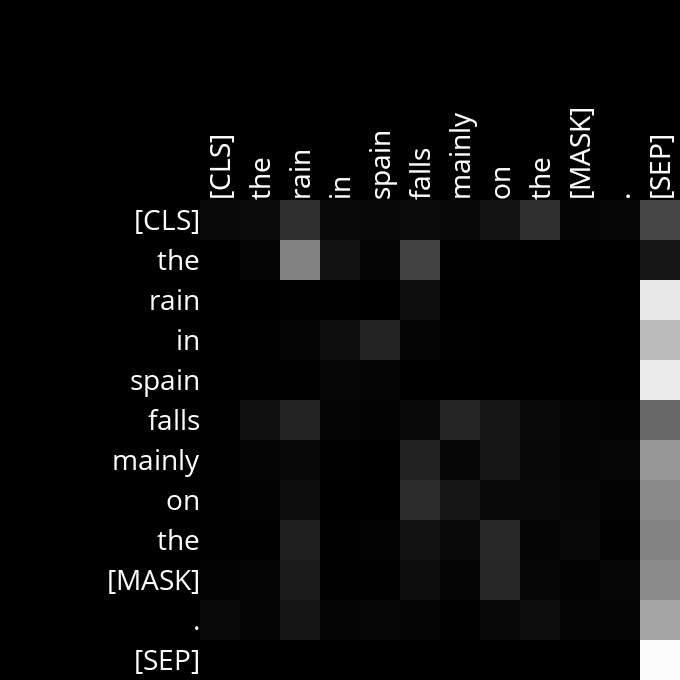 [CLS]
the
rain
in
spain
falls
mainly
on
the
[MASK]
.
[SEP]
[CLS]
the
rain
in
spain
falls
mainly
on
the
[MASK]
.
[SEP]